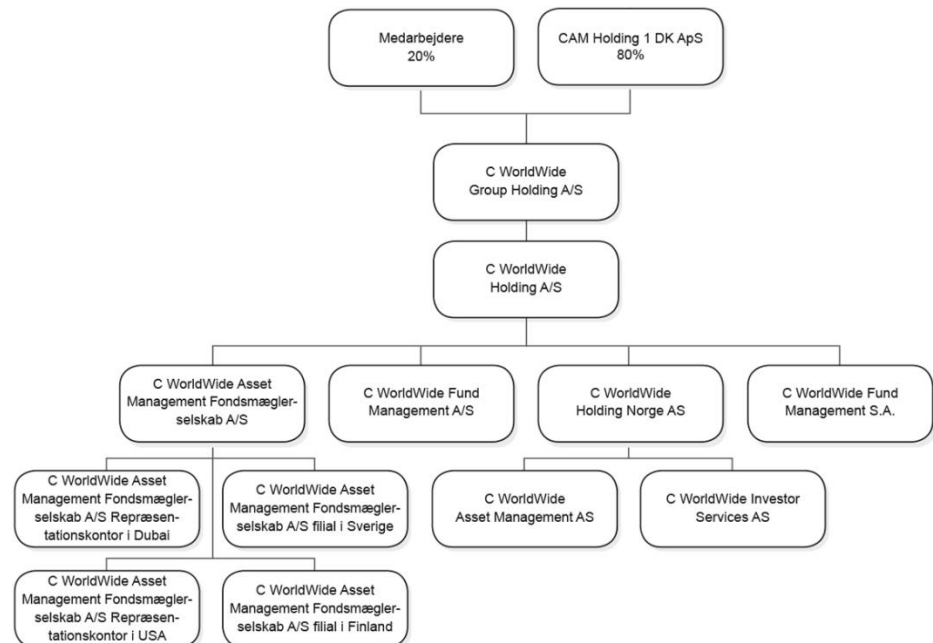 Medarbejdere
20%
CAM Holding 1 DK ApS
80%
C WorldWide
Group Holding A/S
C WorldWide
Holding A/S
C WorldWide Asset
Management Fondsmægler-
selskab A/S
C WorldWide Fund
Management A/S
C WorldWide
Holding Norge AS
C WorldWide Fund
Management S.A.
C WorldWide Asset
Management Fondsmægler-
selskab A/S Repræsen-
tationskontor i Dubai
C WorldWide Asset
Management Fondsmægler-
selskab A/S filial i Sverige
C WorldWide
Asset Management AS
C WorldWide Investor
Services AS
C WorldWide Asset
Management Fondsmægler-
selskab A/S Repræsen-
tationskontor i USA
C WorldWide Asset
Management Fondsmægler-
selskab A/S filial i Finland